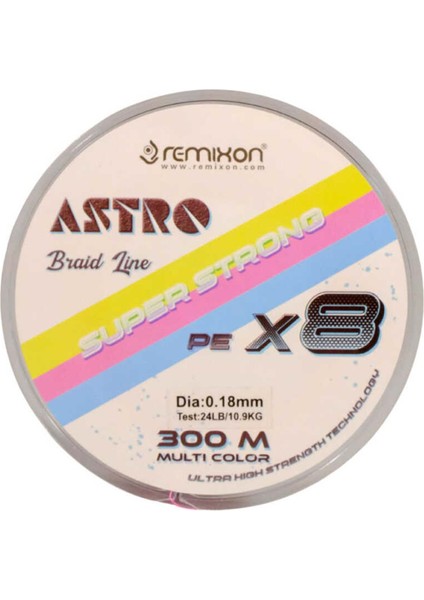 remixon
www.remixon.com
ASTRO
Braid Line
SUPER STRONG
PE X8
Dia:0.18mm
Test:24LB/10.9KG
300 M
MULTI COLOR
ULTRA HIGH STRENGTH TECHNOLOGY